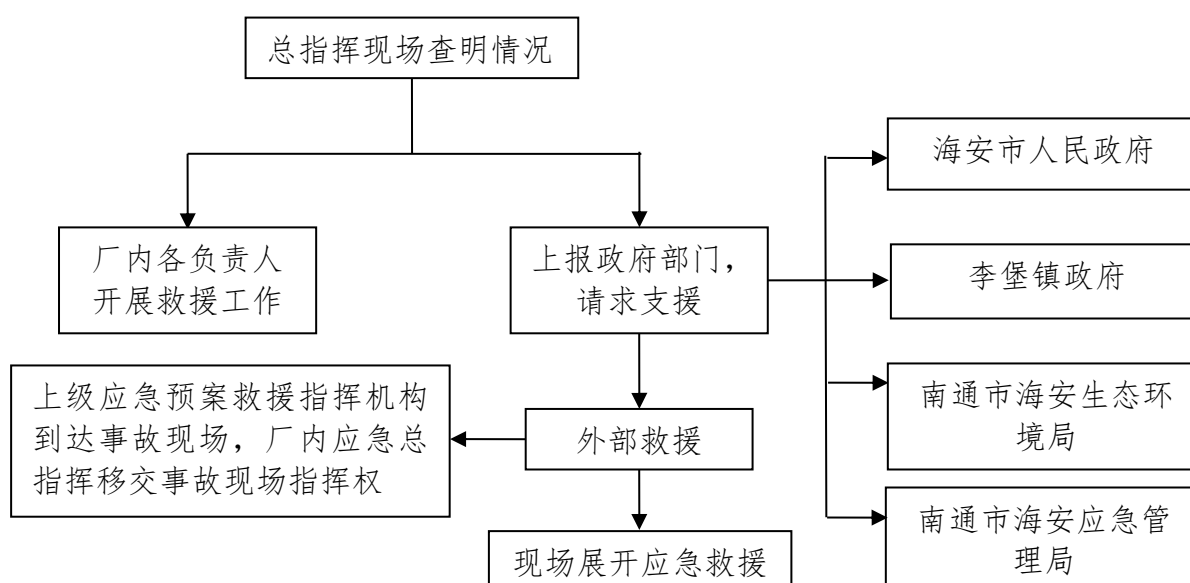 总指挥现场查明情况
海安市人民政府
厂内各负责人
开展救援工作
上报政府部门，
请求支援
李堡镇政府
上级应急预案救援指挥机构
到达事故现场，厂内应急总
指挥移交事故现场指挥权
外部救援
南通市海安生态环
境局
现场展开应急救援
南通市海安应急管
理局